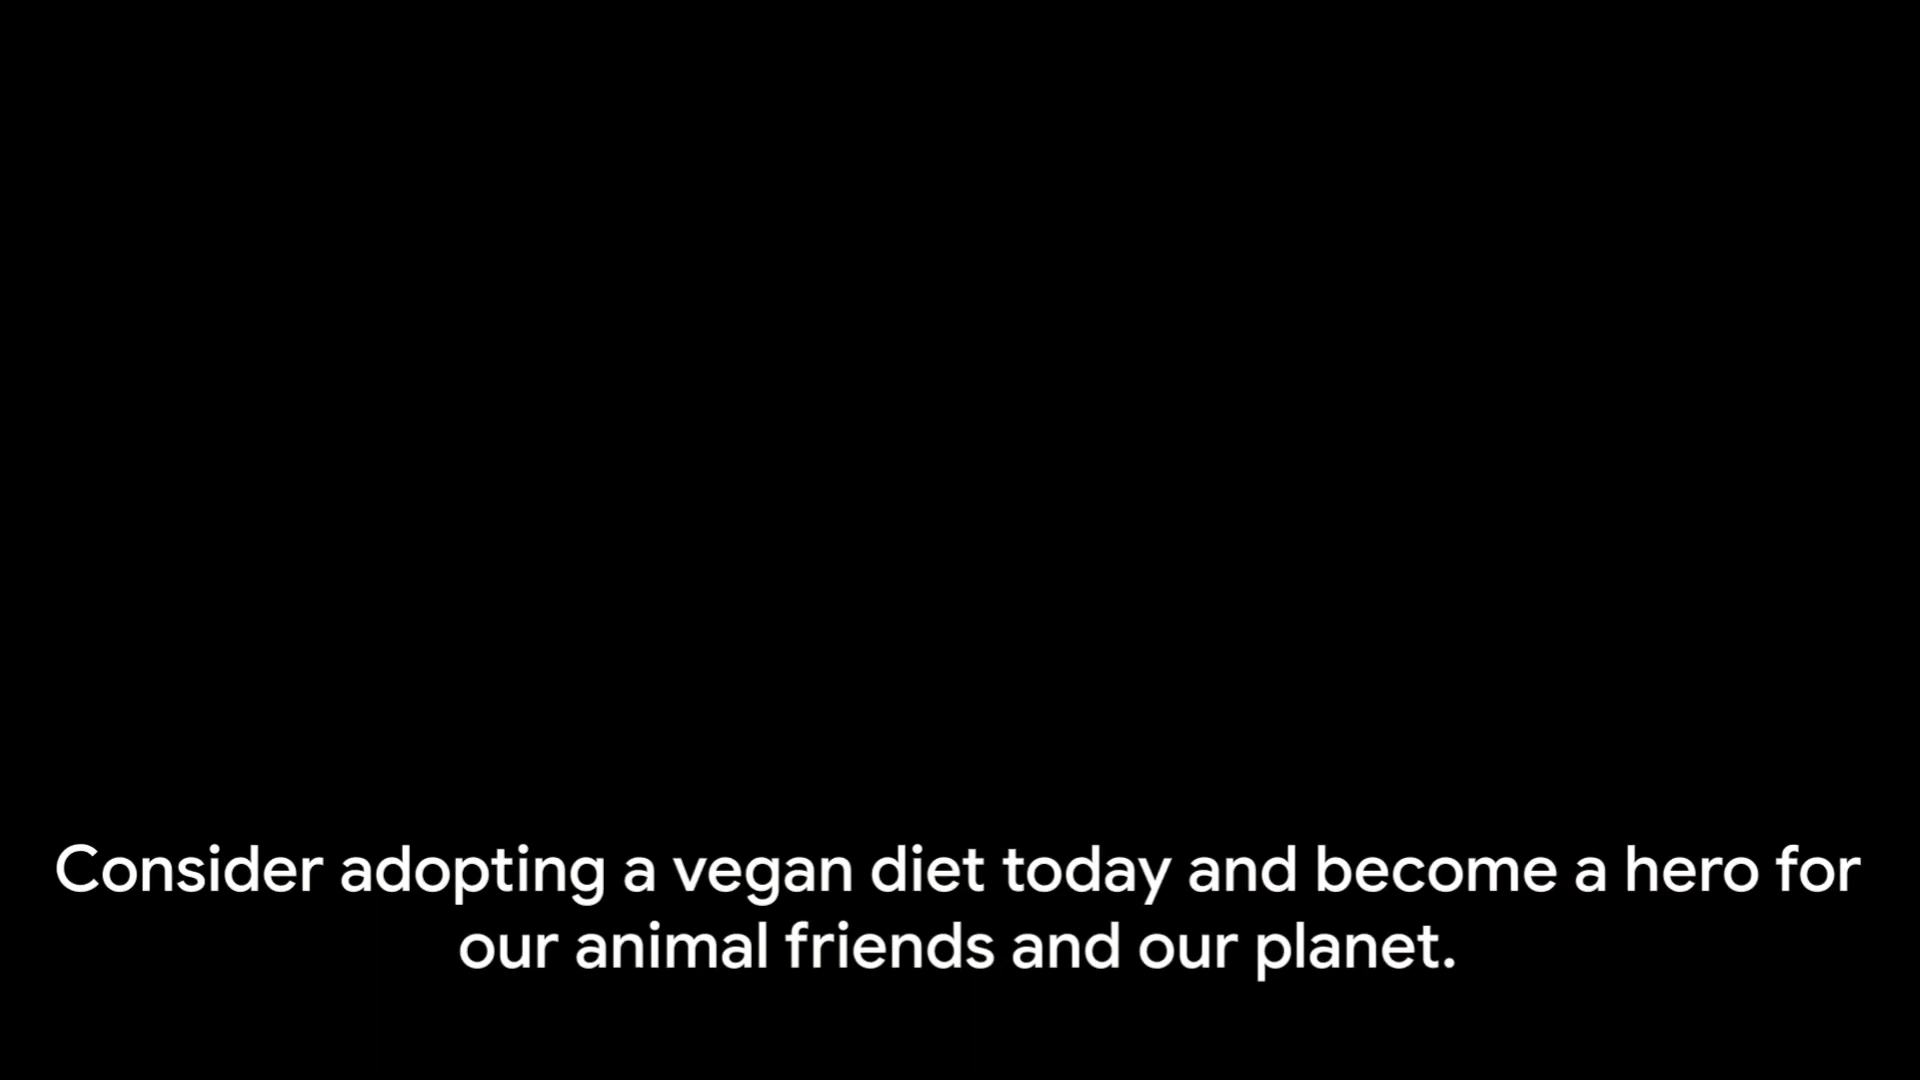 Consider adopting a vegan diet today and become a hero for
our animal friends and our planet.